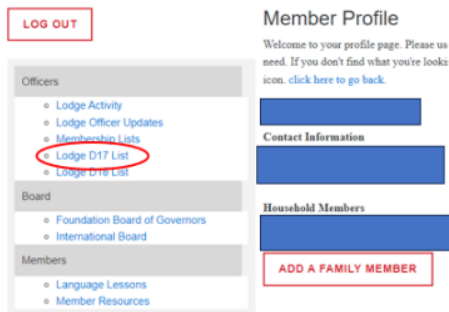 LOG OUT
Officers
Lodge Activity
Lodge Officer Updates
Membership Lists
Lodge D17 List
Lodge D18 List
Board
Foundation Board of Governors
International Board
Members
Language Lessons
Member Resources
Member Profile
Welcome to your profile page. Please us
need. If you don't find what you're looki
icon. click here to go back.
Contact Information
Household Members
ADD A FAMILY MEMBER